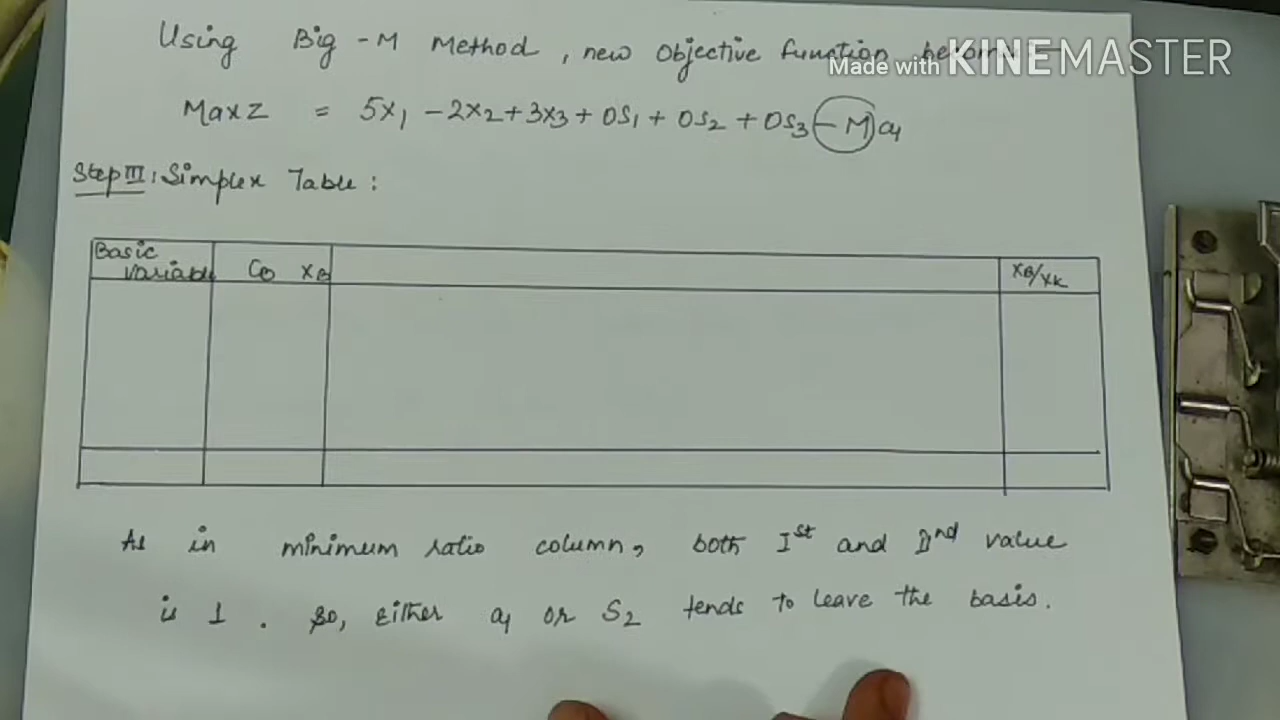 Using Big-M Method, new Objective function
Made with KINEMASTER
Max Z = 5x₁ - 2x₂ + 3x₃ + 0S₁ + 0S₂ + 0S₃ - Ma₁
Step III: Simplex Table:
Basic Variable CB XB XB/XK
As in minimum ratio column, both Ist and IInd value
is 1. So, either a₁ or S₂ tends to leave the basis.